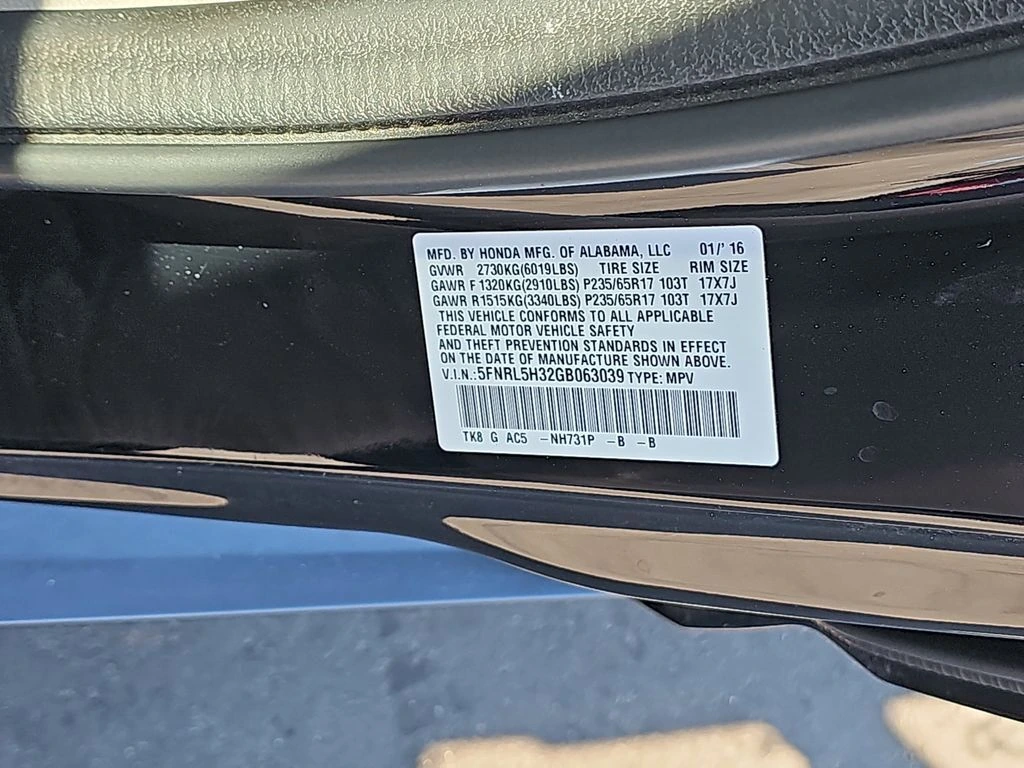 MFD. BY HONDA MFG. OF ALABAMA, LLC 01/' 16
GVWR 2730KG(6019LBS) TIRE SIZE RIM SIZE
GAWR F 1320KG(2910LBS) P235/65R17 103T 17X7J
GAWR R1515KG(3340LBS) P235/65R17 103T 17X7J
THIS VEHICLE CONFORMS TO ALL APPLICABLE
FEDERAL MOTOR VEHICLE SAFETY
AND THEFT PREVENTION STANDARDS IN EFFECT
ON THE DATE OF MANUFACTURE SHOWN ABOVE.
V.I.N.: 5FNRL5H32GB063039 TYPE: MPV
TK8 G AC5 -NH731P -B -B